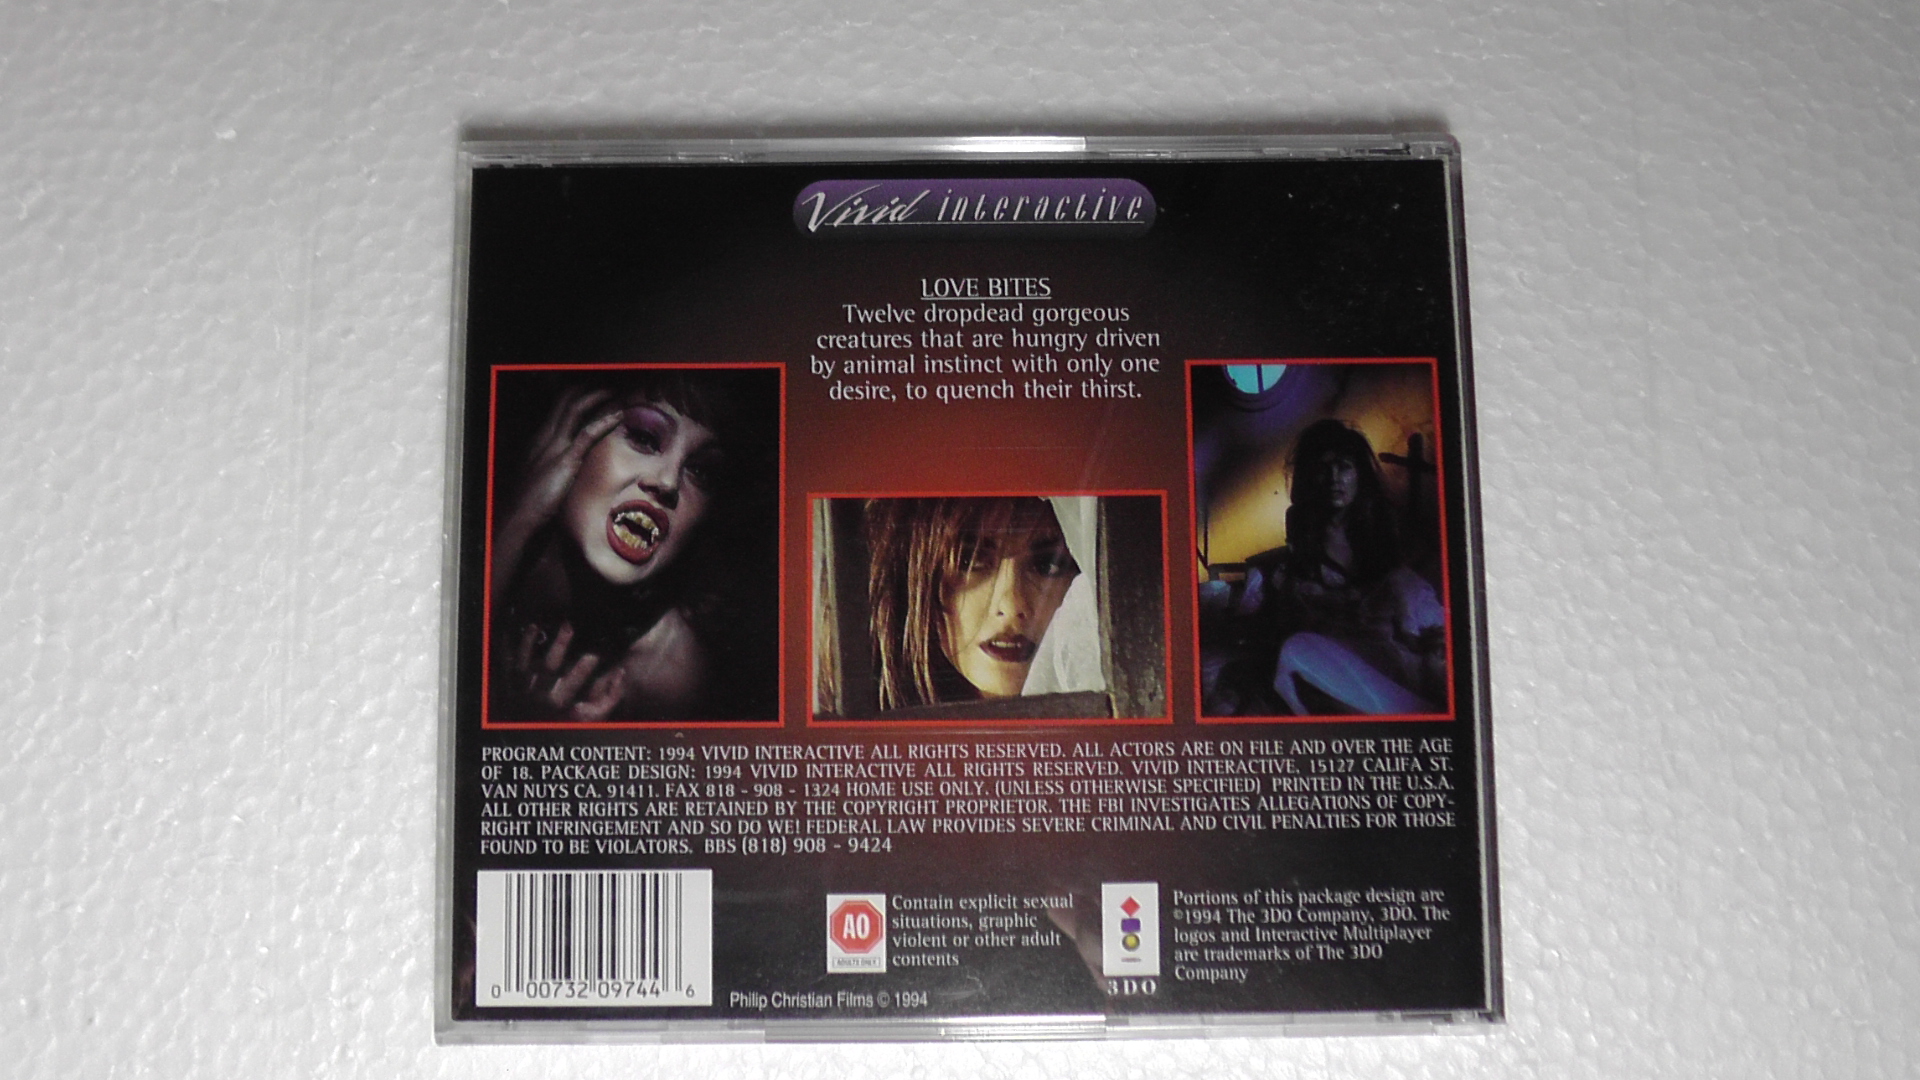 Vivid interactive
LOVE BITES
Twelve dropdead gorgeous
creatures that are hungry driven
by animal instinct with only one
desire, to quench their thirst.
PROGRAM CONTENT: 1994 VIVID INTERACTIVE ALL RIGHTS RESERVED. ALL ACTORS ARE ON FILE AND OVER THE AGE
OF 18. PACKAGE DESIGN: 1994 VIVID INTERACTIVE ALL RIGHTS RESERVED. VIVID INTERACTIVE, 15127 CALIFA ST.
VAN NUYS CA. 91411. FAX 818 - 908 - 1324 HOME USE ONLY. (UNLESS OTHERWISE SPECIFIED) PRINTED IN THE U.S.A.
ALL OTHER RIGHTS ARE RETAINED BY THE COPYRIGHT PROPRIETOR. THE FBI INVESTIGATES ALLEGATIONS OF COPY-
RIGHT INFRINGEMENT AND SO DO WE! FEDERAL LAW PROVIDES SEVERE CRIMINAL AND CIVIL PENALTIES FOR THOSE
FOUND TO BE VIOLATORS. BBS (818) 908 - 9424
0 00732 09744 6
Philip Christian Films © 1994
AO
ADULTS ONLY
Contain explicit sexual
situations, graphic
violent or other adult
contents
3DO
Portions of this package design are
©1994 The 3DO Company, 3DO. The
logos and Interactive Multiplayer
are trademarks of The 3DO
Company